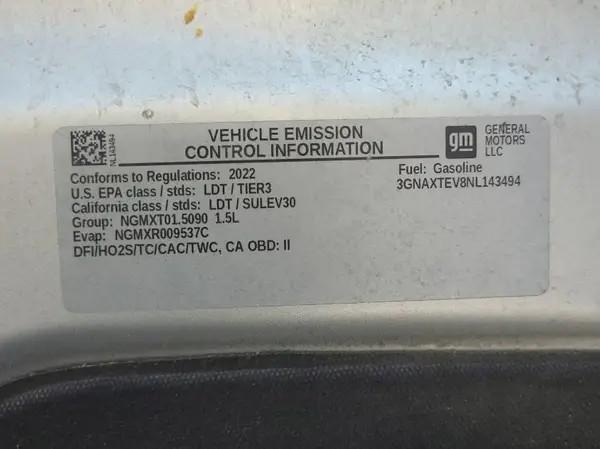 NL143494
VEHICLE EMISSION
CONTROL INFORMATION
gm
GENERAL
MOTORS
LLC
Conforms to Regulations: 2022
U.S. EPA class / stds: LDT / TIER3
California class / stds: LDT / SULEV30
Group: NGMXT01.5090 1.5L
Evap: NGMXR009537C
DFI/HO2S/TC/CAC/TWC, CA OBD: II
Fuel: Gasoline
3GNAXTEV8NL143494